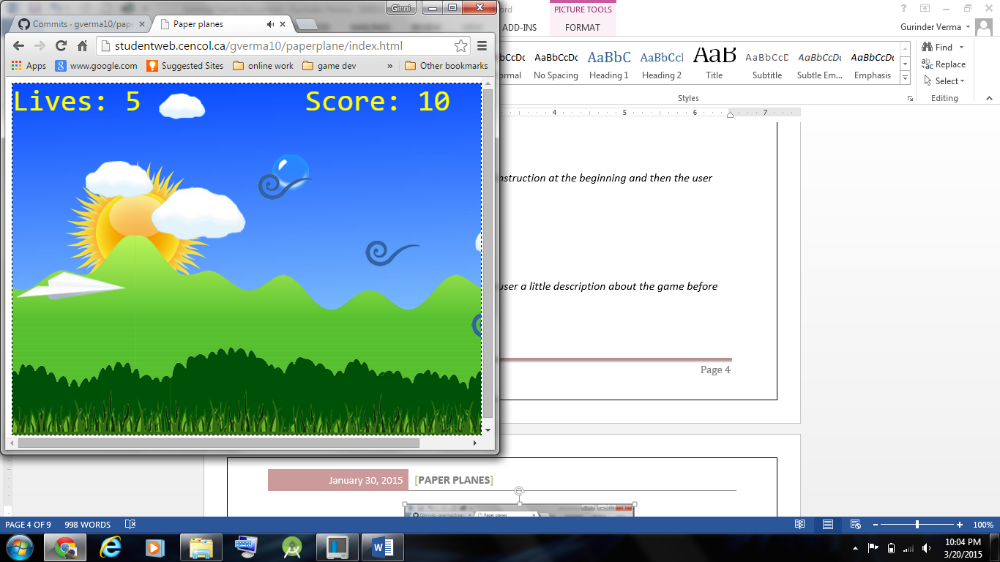 Ginni
Commits · gverma10/pape
Paper planes
studentweb.cencol.ca/gverma10/paperplane/index.html
Apps
www.google.com
Suggested Sites
online work
game dev
»
Other bookmarks
Lives: 5
Score: 10
ord
PICTURE TOOLS
ADD-INS
FORMAT
?
Gurinder Verma
AaBbCcDc AaBbCcDc AaBbC AaBbCcI AaB AaBbCcD AaBbCcDc AaBbCcDc
ormal No Spacing Heading 1 Heading 2 Title Subtitle Subtle Em... Emphasis
Styles
Find
Replace
Select
Editing
4 5 6 7
nstruction at the beginning and then the user
user a little description about the game before
Page 4
January 30, 2015
[PAPER PLANES]
Commits · gverma10/pap
Paper planes
PAGE 4 OF 9
998 WORDS
100%
10:04 PM
3/20/2015